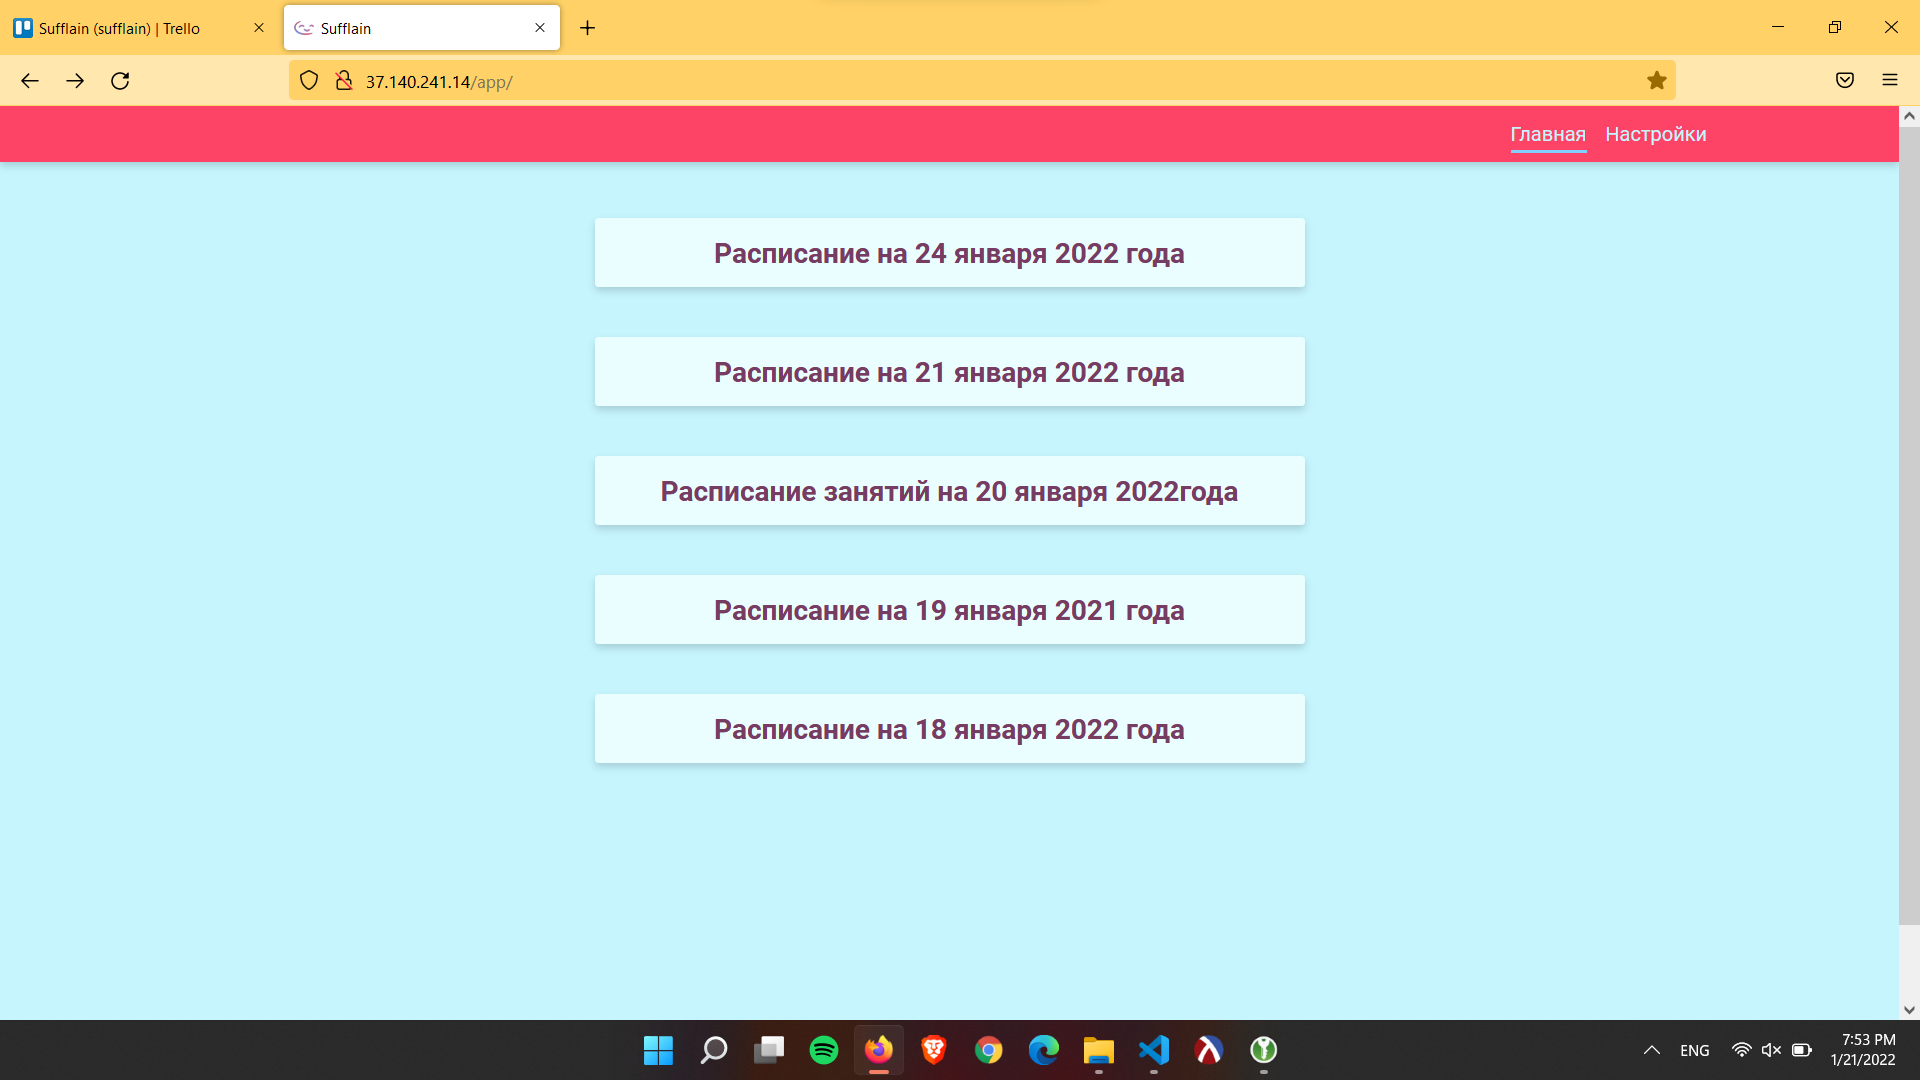 Sufflain (sufflain) | Trello
Sufflain
37.140.241.14/app/
Главная Настройки
Расписание на 24 января 2022 года
Расписание на 21 января 2022 года
Расписание занятий на 20 января 2022года
Расписание на 19 января 2021 года
Расписание на 18 января 2022 года
ENG
7:53 PM
1/21/2022